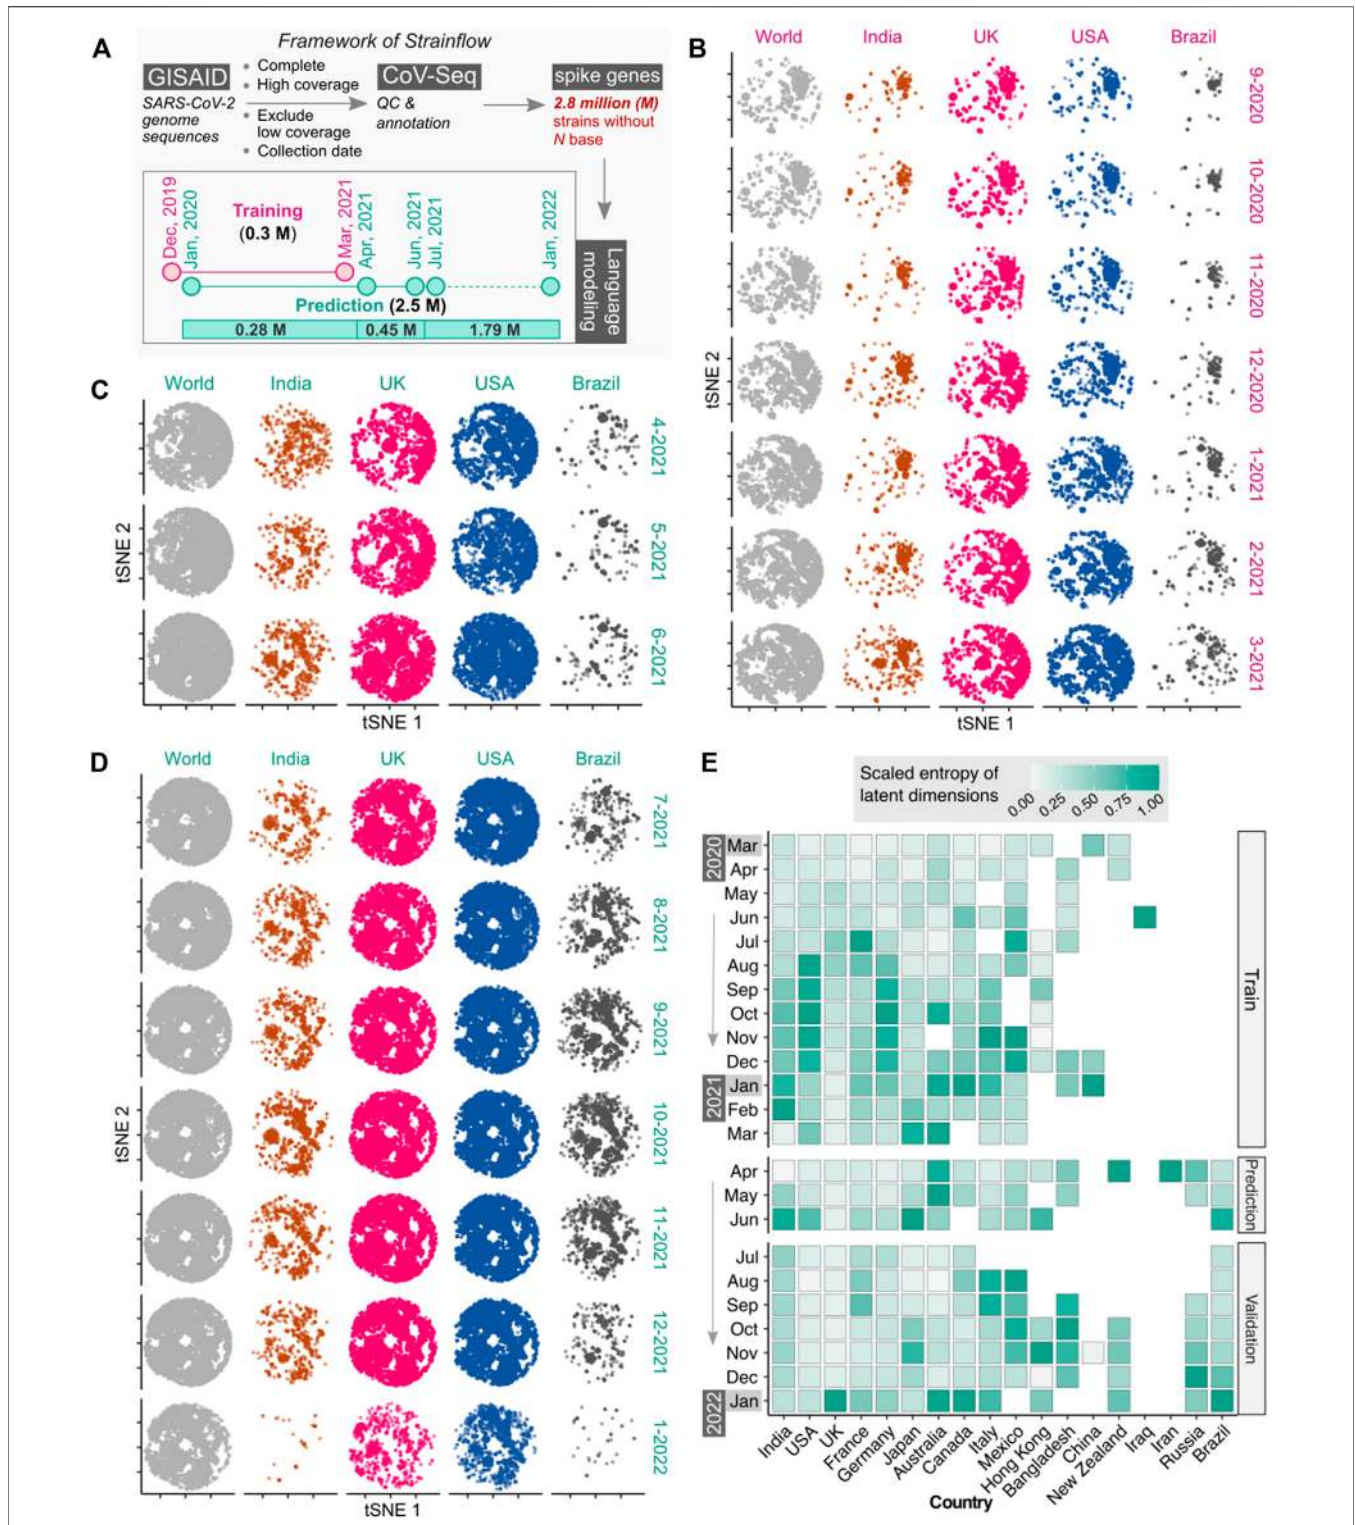 A
Framework of Strainflow
GISAID
SARS-CoV-2
genome
sequences
• Complete
• High coverage
• Exclude
low coverage
• Collection date
CoV-Seq
QC &
annotation
spike genes
2.8 million (M)
strains without
N base
Dec, 2019
Jan, 2020
Training
(0.3 M)
Mar, 2021
Apr, 2021
Jun, 2021
Jul, 2021
Jan, 2022
Prediction (2.5 M)
0.28 M
0.45 M
1.79 M
Language
modeling
B
World India UK USA Brazil
9-2020
10-2020
11-2020
12-2020
1-2021
2-2021
3-2021
tSNE 2
tSNE 1
C
World India UK USA Brazil
4-2021
5-2021
6-2021
tSNE 2
tSNE 1
D
World India UK USA Brazil
7-2021
8-2021
9-2021
10-2021
11-2021
12-2021
1-2022
tSNE 2
tSNE 1
E
Scaled entropy of
latent dimensions
0.00 0.25 0.50 0.75 1.00
2020
Mar
Apr
May
Jun
Jul
Aug
Sep
Oct
Nov
Dec
2021
Jan
Feb
Mar
Train
Apr
May
Jun
Prediction
Jul
Aug
Sep
Oct
Nov
Dec
2022
Jan
Validation
India
USA
UK
France
Germany
Japan
Australia
Canada
Italy
Mexico
Hong Kong
Bangladesh
China
New Zealand
Iraq
Iran
Russia
Brazil
Country